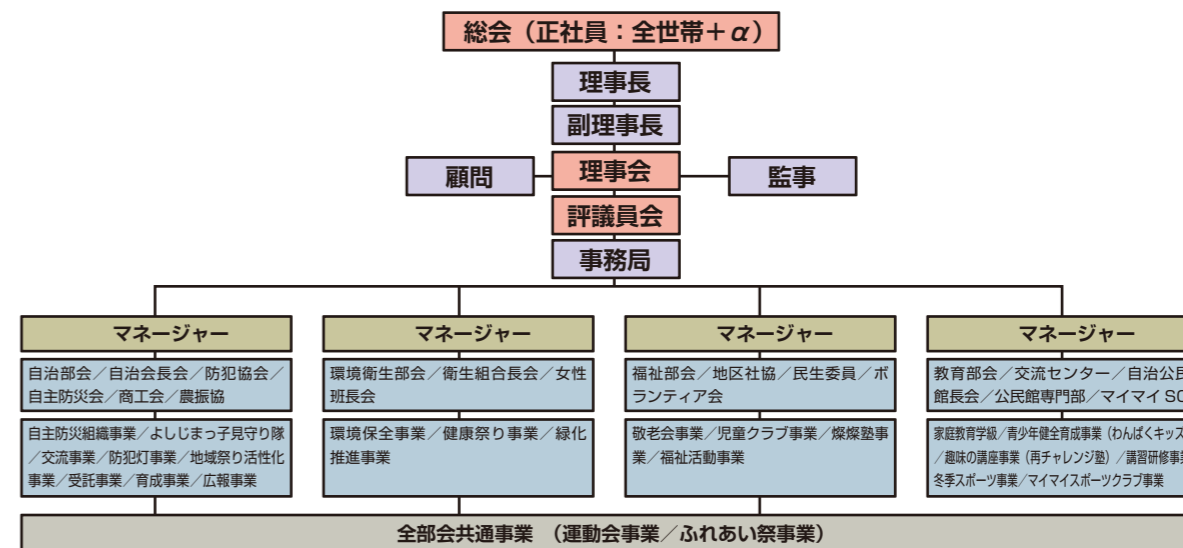 総会（正社員：全世帯＋α）
理事長
副理事長
顧問
理事会
監事
評議員会
事務局
マネージャー
自治部会／自治会長会／防犯協会／
自主防災会／商工会／農振協
自主防災組織事業／よしじまっ子見守り隊
／交流事業／防犯灯事業／地域祭り活性化
事業／受託事業／育成事業／広報事業
マネージャー
環境衛生部会／衛生組合長会／女性
班長会
環境保全事業／健康祭り事業／緑化
推進事業
マネージャー
福祉部会／地区社協／民生委員／ボ
ランティア会
敬老会事業／児童クラブ事業／燦燦塾事
業／福祉活動事業
マネージャー
教育部会／交流センター／自治公民
館長会／公民館専門部／マイマイSC
家庭教育学級／青少年健全育成事業（わんぱくキッズ
／趣味の講座事業（再チャレンジ塾）／講習研修事業
冬季スポーツ事業／マイマイスポーツクラブ事業
全部会共通事業　（運動会事業／ふれあい祭事業）